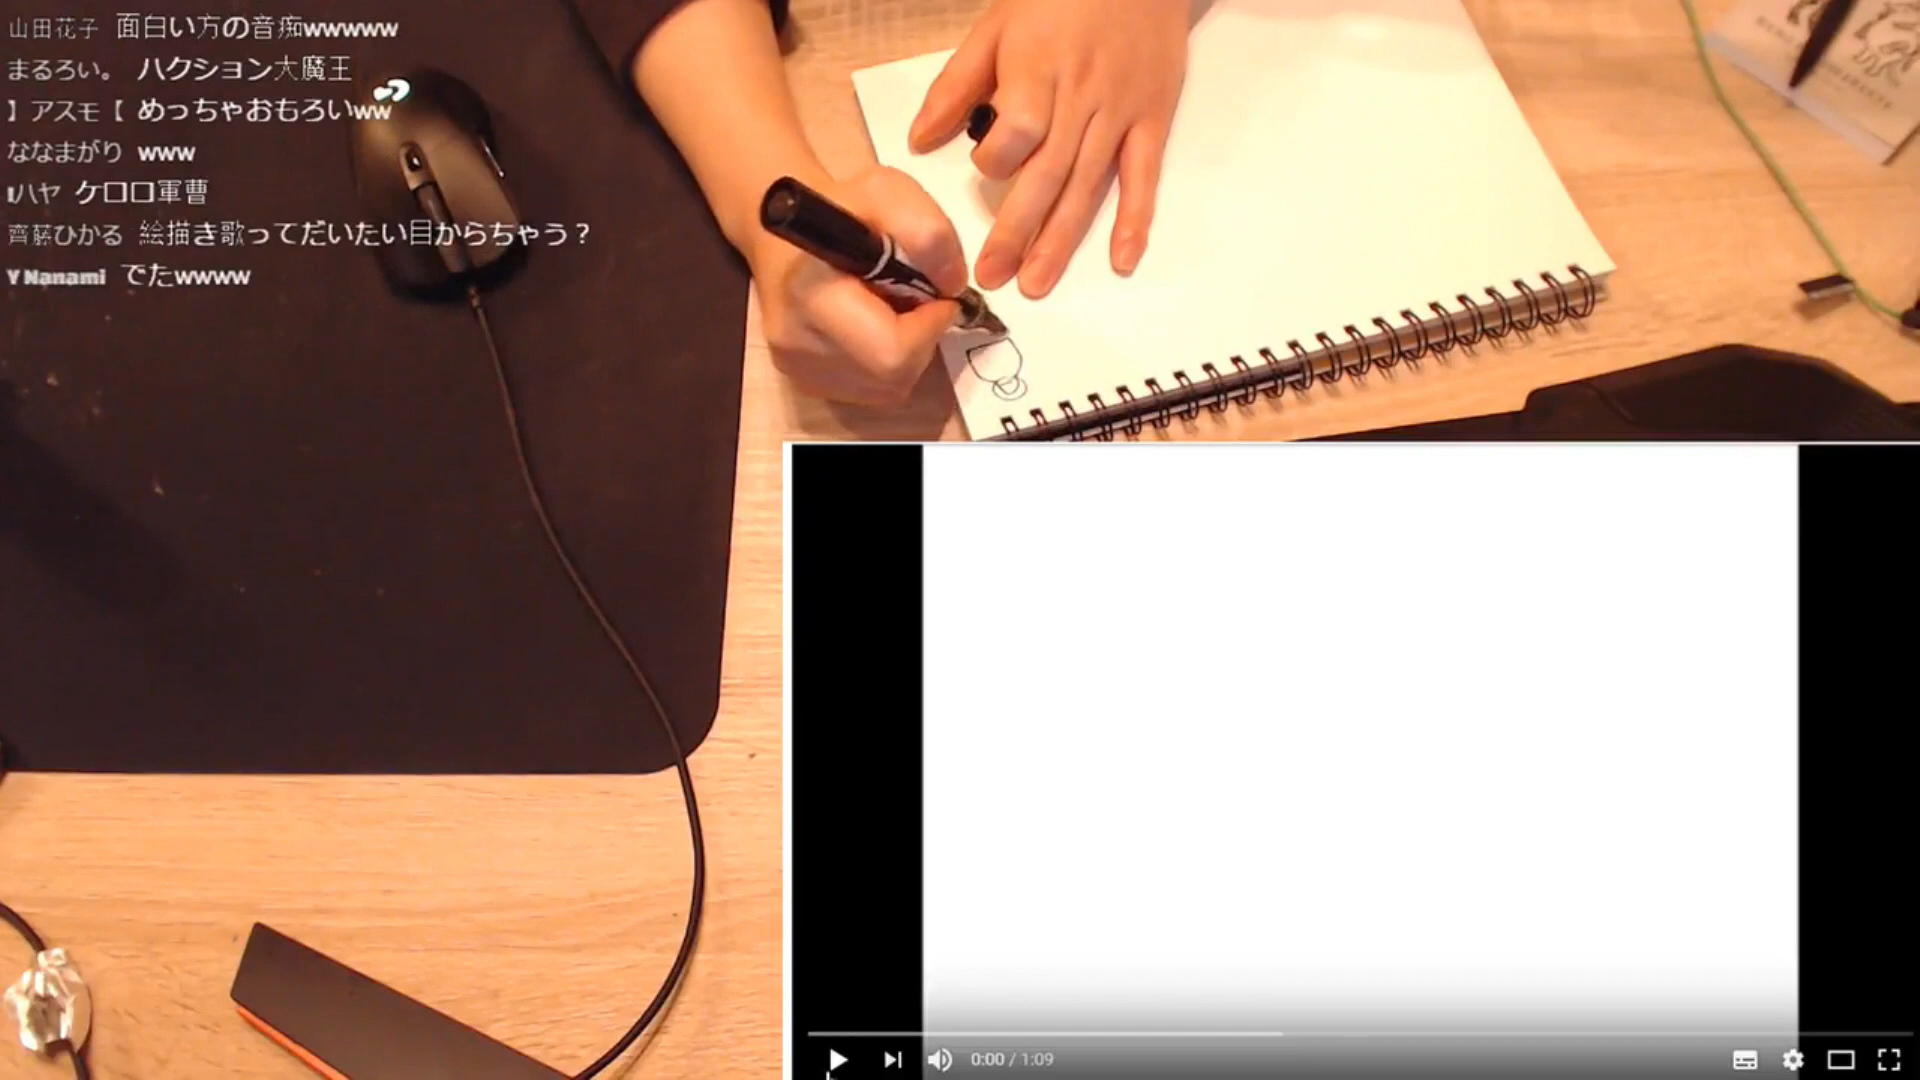 山田花子 面白い方の音痴wwwww
まるろい。 ハクション大魔王
】アスモ【 めっちゃおもろいww
ななまがり www
ハヤ ケロロ軍曹
齊藤ひかる 絵描き歌ってだいたい目からちゃう？
Y Nanami でたwwww
0:00 / 1:09